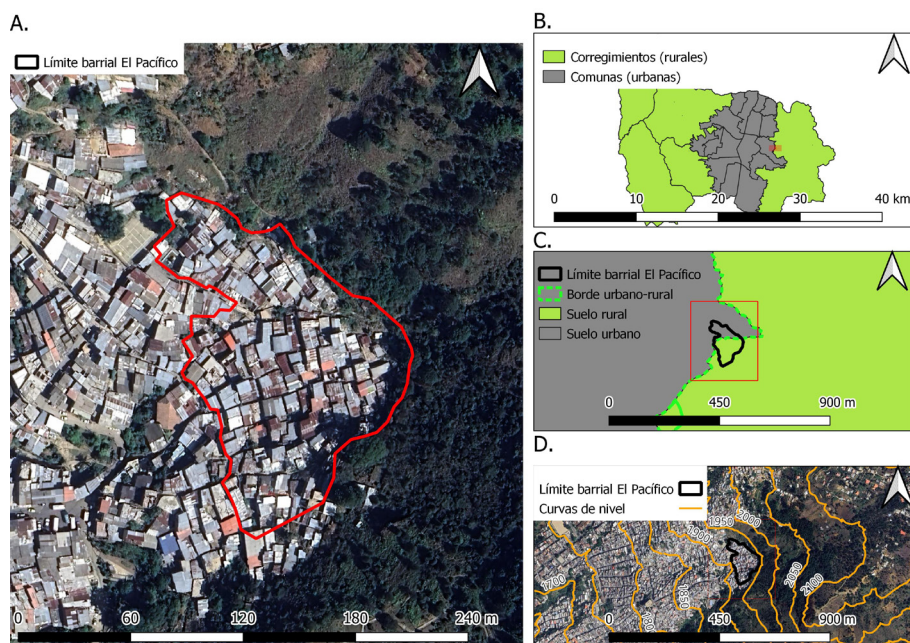 A.
Límite barrial El Pacífico
0 60 120 180 240 m
B.
Corregimientos (rurales)
Comunas (urbanas)
0 10 20 30 40 km
C.
Límite barrial El Pacífico
Borde urbano-rural
Suelo rural
Suelo urbano
0 450 900 m
D.
Límite barrial El Pacífico
Curvas de nivel
1700
1850
1900
1950
2000
2050
2100
0 450 900 m